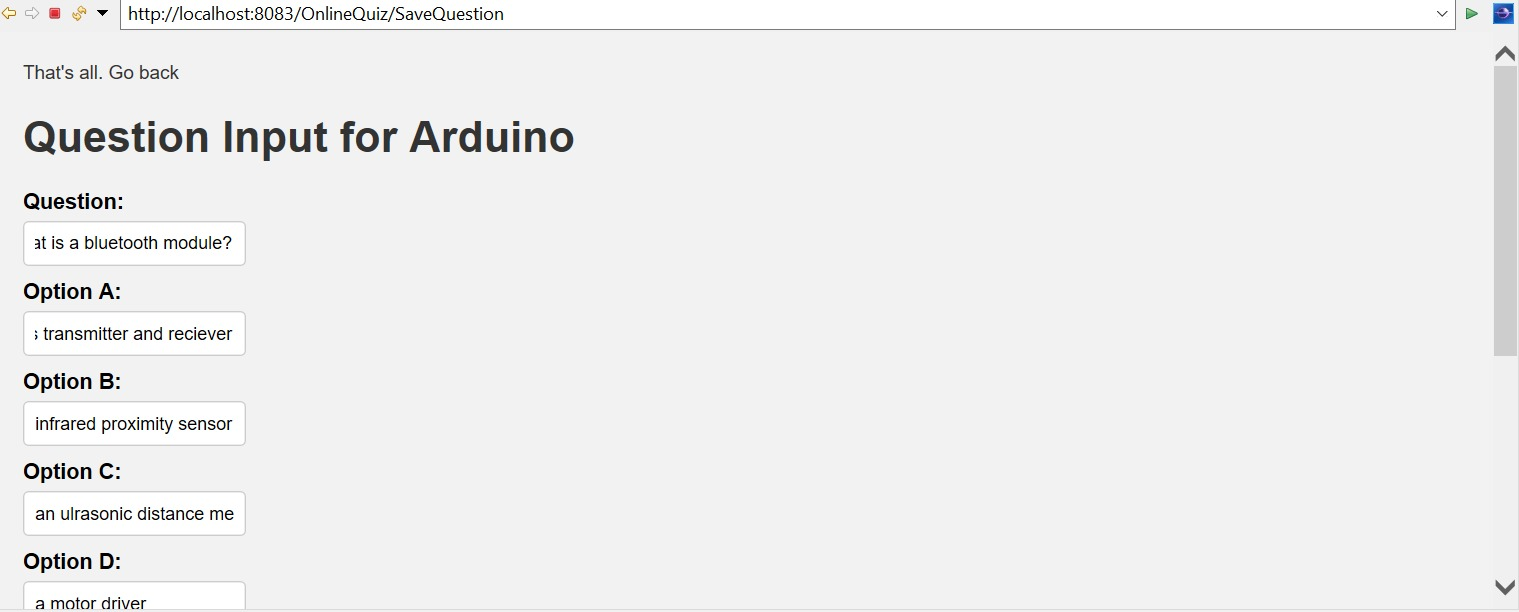 http://localhost:8083/OnlineQuiz/SaveQuestion
That's all. Go back
Question Input for Arduino
Question:
at is a bluetooth module?
Option A:
s transmitter and reciever
Option B:
infrared proximity sensor
Option C:
an ulrasonic distance me
Option D:
a motor driver